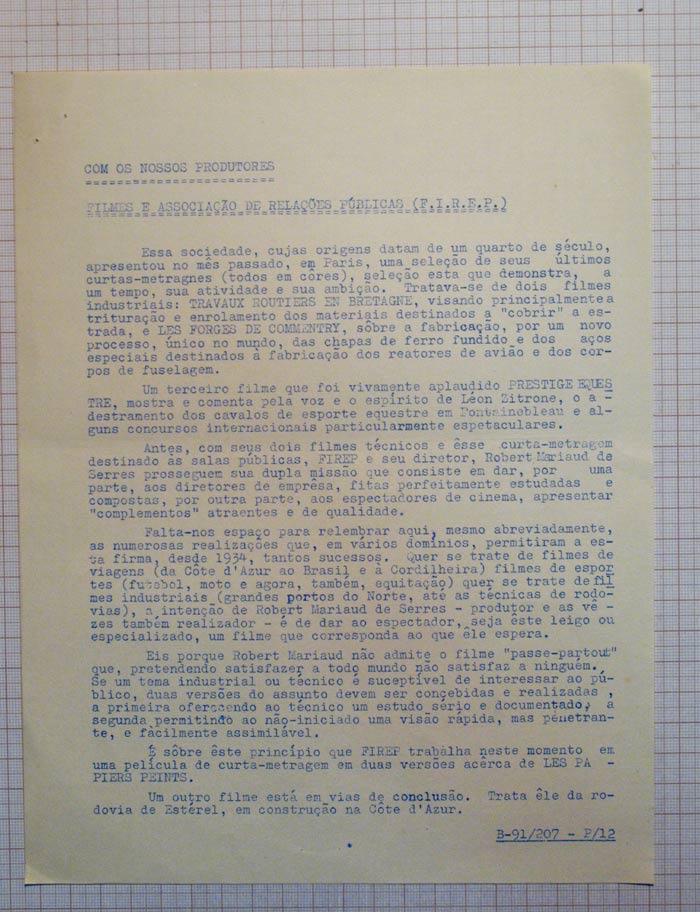 COM OS NOSSOS PRODUTORES
FILMES E ASSOCIAÇÃO DE RELAÇÕES PÚBLICAS (F.I.R.E.P.)
Essa sociedade, cujas origens datam de um quarto de século,
apresentou no mês passado, em Paris, uma seleção de seus últimos
curtas-metragnes (todos em côres), seleção esta que demonstra, a
um tempo, sua atividade e sua ambição. Tratava-se de dois filmes
industriais: TRAVAUX ROUTIERS EN BRETAGNE, visando principalmente a
trituração e enrolamento dos materiais destinados a "cobrir" a es-
trada, e LES FORGES DE COMMENTRY, sôbre a fabricação, por um novo
processo, único no mundo, das chapas de ferro fundido e dos aços
especiais destinados à fabricação dos reatores de avião e dos cor-
pos de fuselagem.
Um terceiro filme que foi vivamente aplaudido PRESTIGE EQUES
TRE, mostra e comenta pela voz e o espírito de Léon Zitrone, o a -
destramento dos cavalos de esporte equestre em Fontainebleau e al-
guns concursos internacionais particularmente espetaculares.
Antes, com seus dois filmes técnicos e êsse curta-metragem
destinado às salas públicas, FIREP e seu diretor, Robert Mariaud de
Serres prosseguem sua dupla missão que consiste em dar, por uma
parte, aos diretores de emprêsa, fitas perfeitamente estudadas e
compostas, por outra parte, aos espectadores de cinema, apresentar
"complementos" atraentes e de qualidade.
Falta-nos espaço para relembrar aqui, mesmo abreviadamente,
as numerosas realizações que, em vários domínios, permitiram a es-
ta firma, desde 1934, tantos sucessos. Quer se trate de filmes de
viagens (da Côte d'Azur ao Brasil e à Cordilheira) filmes de espor
tes (futebol, moto e agora, também, equitação) quer se trate de fil
mes industriais (grandes portos do Norte, até as técnicas de rodo-
vias), a intenção de Robert Mariaud de Serres - produtor e as vê -
zes também realizador - é de dar ao espectador, seja êste leigo ou
especializado, um filme que corresponda ao que êle espera.
Eis porque Robert Mariaud não admite o filme "passe-partout"
que, pretendendo satisfazer a todo mundo não satisfaz a ninguém.
Se um tema industrial ou técnico é suceptível de interessar ao pú-
blico, duas versões do assunto devem ser concebidas e realizadas ,
a primeira oferecendo ao técnico um estudo sério e documentado, a
segunda permitindo ao não-iniciado uma visão rápida, mas penetran-
te, e fàcilmente assimilável.
É sôbre êste princípio que FIREP trabalha neste momento em
uma película de curta-metragem em duas versões acêrca de LES PA -
PIERS PEINTS.
Um outro filme está em vias de conclusão. Trata êle da ro-
dovia de Estérel, em construção na Côte d'Azur.
B-91/207 - P/12